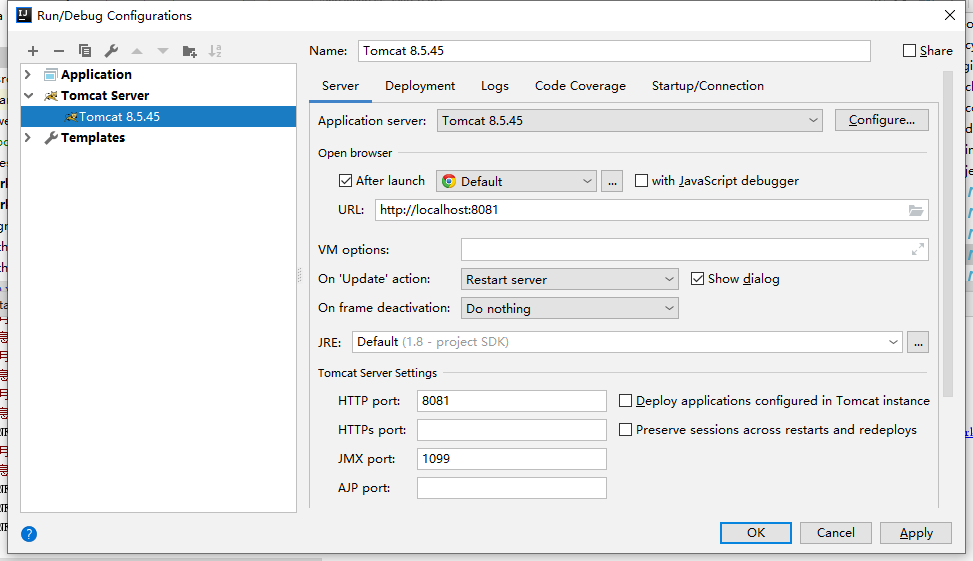 Run/Debug Configurations
Name: Tomcat 8.5.45 Share
Application
Tomcat Server
Tomcat 8.5.45
Templates
Server Deployment Logs Code Coverage Startup/Connection
Application server: Tomcat 8.5.45 Configure...
Open browser
After launch Default ... with JavaScript debugger
URL: http://localhost:8081
VM options:
On 'Update' action: Restart server Show dialog
On frame deactivation: Do nothing
JRE: Default (1.8 - project SDK) ...
Tomcat Server Settings
HTTP port: 8081 Deploy applications configured in Tomcat instance
HTTPs port: Preserve sessions across restarts and redeploys
JMX port: 1099
AJP port:
? OK Cancel Apply